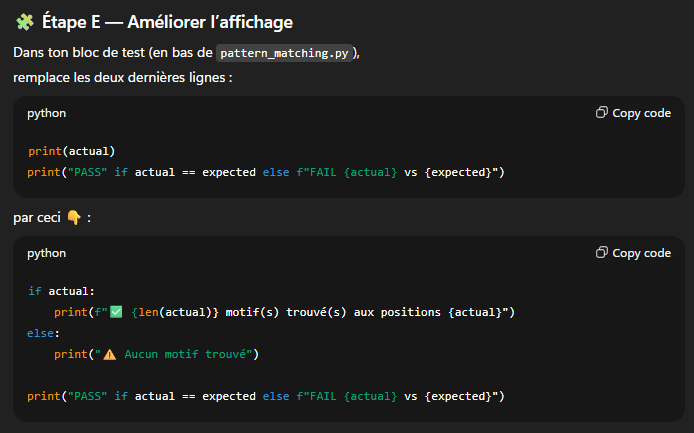 🧩 Étape E — Améliorer l’affichage
Dans ton bloc de test (en bas de pattern_matching.py),
remplace les deux dernières lignes :
python
Copy code
print(actual)
print("PASS" if actual == expected else f"FAIL {actual} vs {expected}")
par ceci 👇 :
python
Copy code
if actual:
    print(f"✅ {len(actual)} motif(s) trouvé(s) aux positions {actual}")
else:
    print("⚠️ Aucun motif trouvé")
print("PASS" if actual == expected else f"FAIL {actual} vs {expected}")